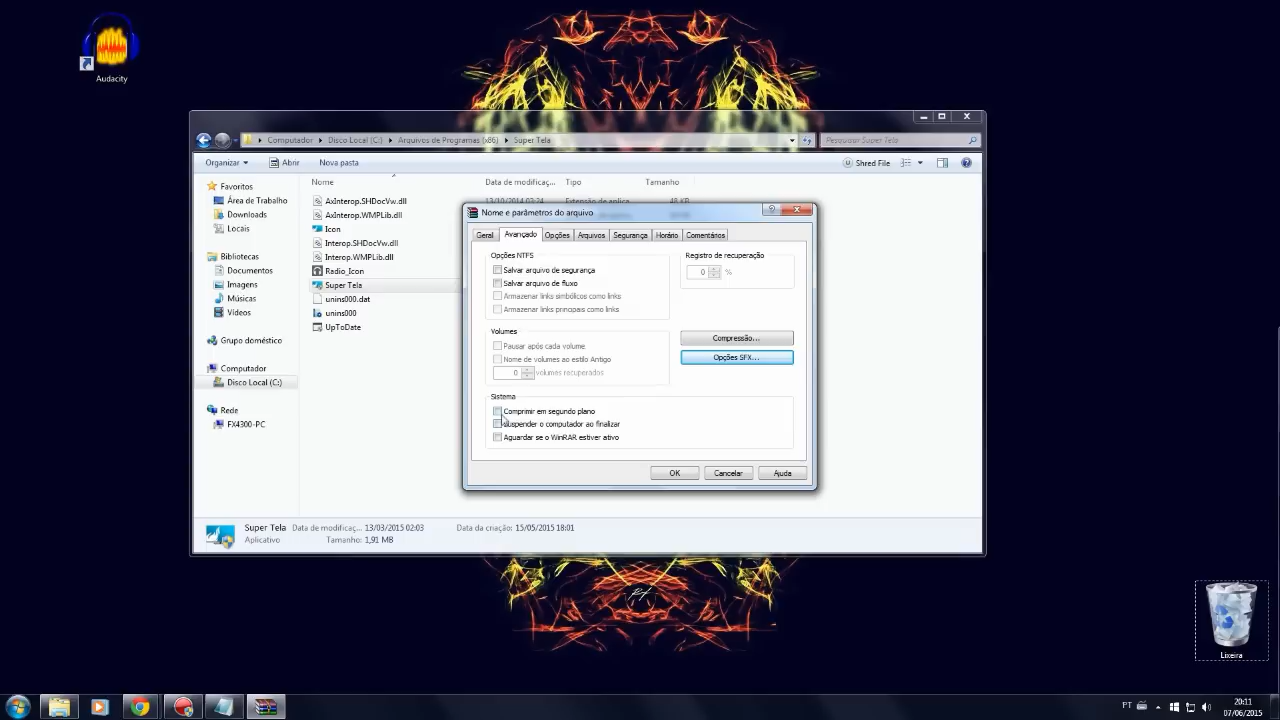 Audacity
Computador
Disco Local (C:)
Arquivos de Programas (x86)
Super Tela
Pesquisar Super Tela
Organizar
Abrir
Nova pasta
Shred File
Nome
Data de modificaç...
Tipo
Tamanho
Favoritos
Área de Trabalho
Downloads
Locais
Bibliotecas
Documentos
Imagens
Músicas
Vídeos
Grupo doméstico
Computador
Disco Local (C:)
Rede
FX4300-PC
AxInterop.SHDocVw.dll
13/10/2014 03:24
Extensão de aplica...
48 KB
AxInterop.WMPLib.dll
Icon
Interop.SHDocVw.dll
Interop.WMPLib.dll
Radio_Icon
Super Tela
unins000.dat
unins000
UpToDate
Nome e parâmetros do arquivo
Geral
Avançado
Opções
Arquivos
Segurança
Horário
Comentários
Opções NTFS
Salvar arquivo de segurança
Salvar arquivo de fluxo
Armazenar links simbólicos como links
Armazenar links principais como links
Registro de recuperação
0 %
Volumes
Pausar após cada volume
Nome de volumes ao estilo Antigo
0 volumes recuperados
Compressão...
Opções SFX...
Sistema
Comprimir em segundo plano
Suspender o computador ao finalizar
Aguardar se o WinRAR estiver ativo
OK
Cancelar
Ajuda
Super Tela
Data de modificaç... 13/03/2015 02:03
Data da criação: 15/05/2015 18:01
Aplicativo
Tamanho: 1,91 MB
Lixeira
PT
20:11
07/06/2015